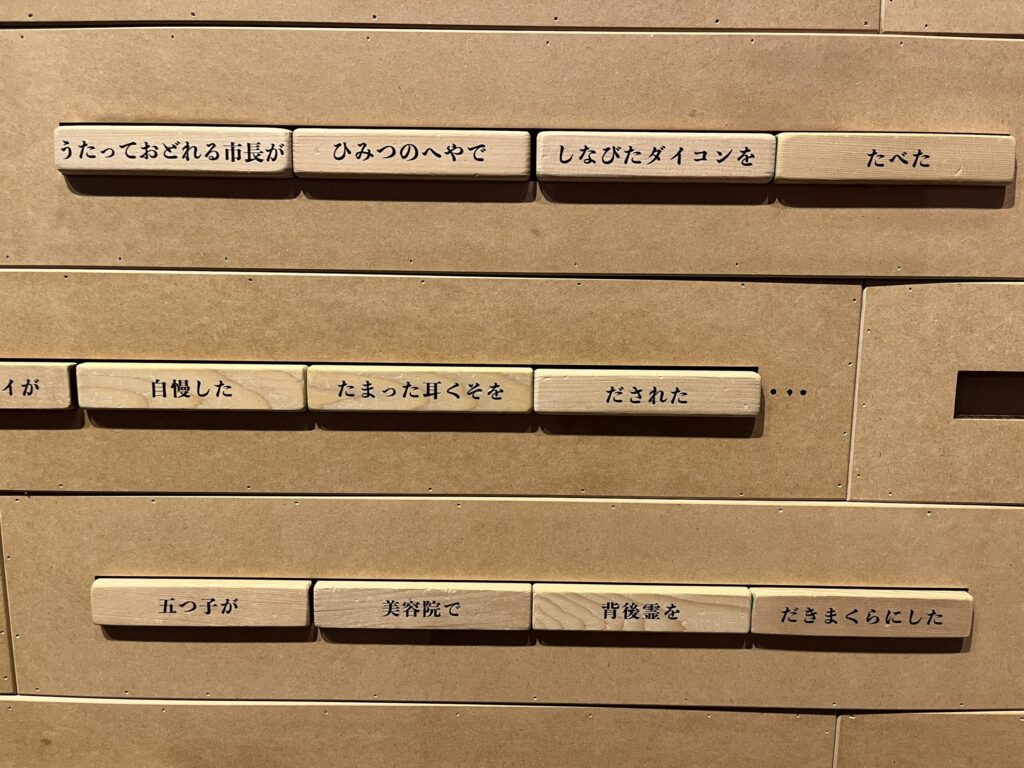 うたっておどれる市長が ひみつのへやで しなびたダイコンを たべた
イが 自慢した たまった耳くそを だされた ・・・
五つ子が 美容院で 背後霊を だきまくらにした